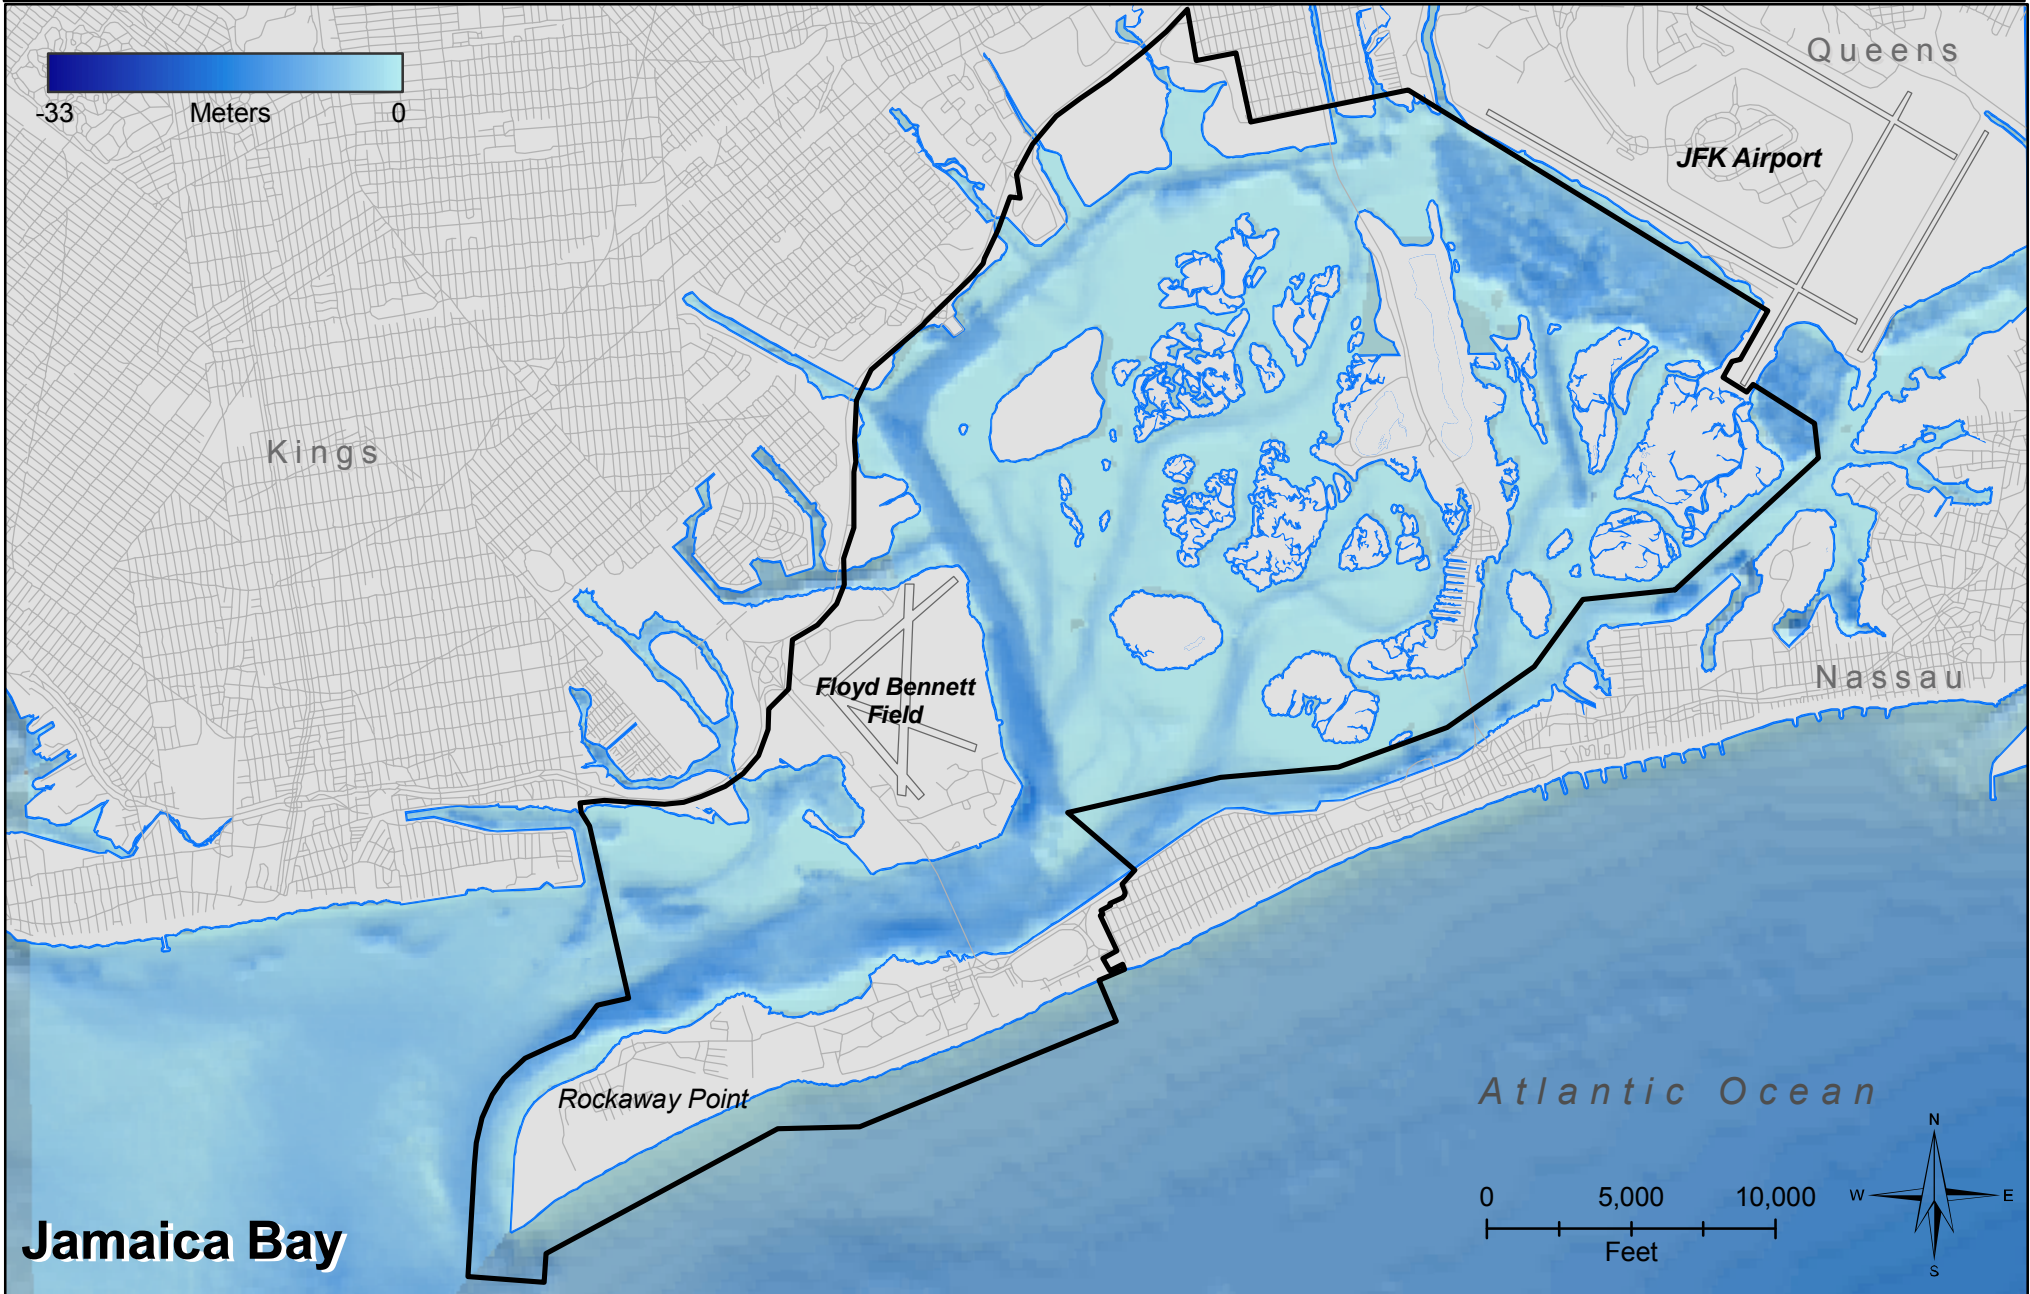 Queens
-33 Meters 0
JFK Airport
Kings
Floyd Bennett
Field
Nassau
Rockaway Point
Atlantic Ocean
N
W E
S
0 5,000 10,000
Feet
Jamaica Bay